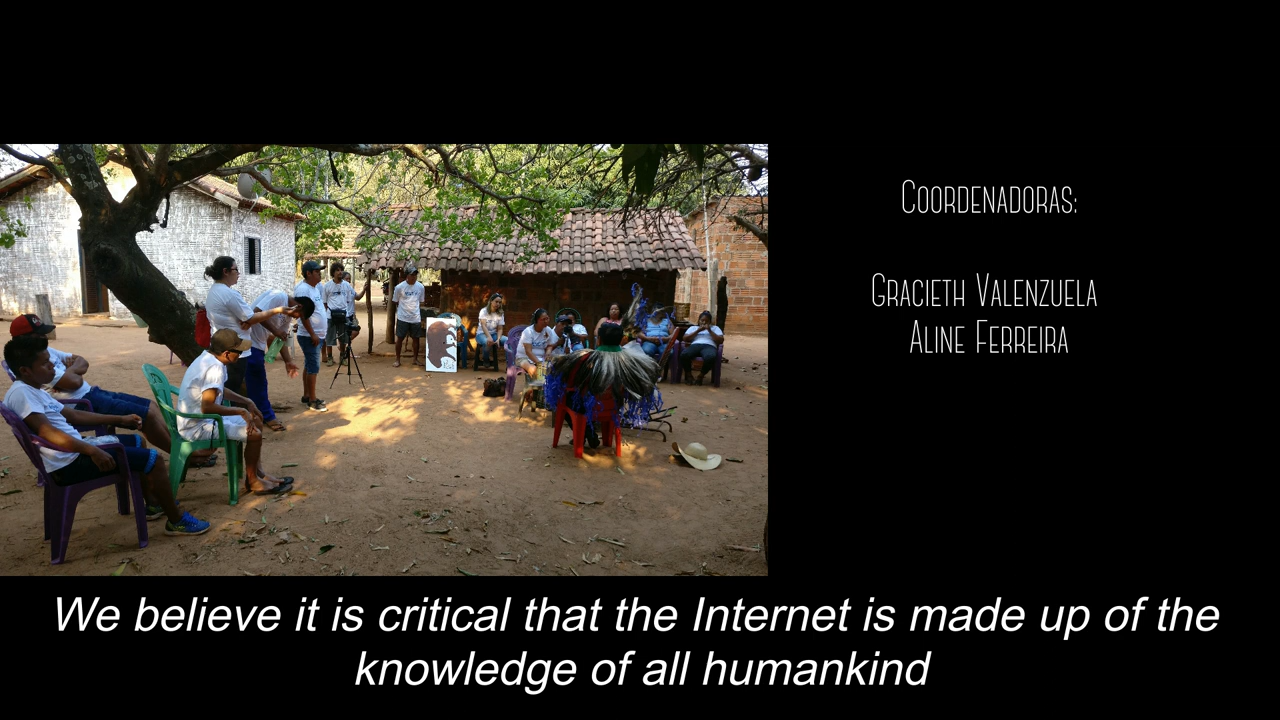 Coordenadoras:
Gracieth Valenzuela
Aline Ferreira
We believe it is critical that the Internet is made up of the
knowledge of all humankind